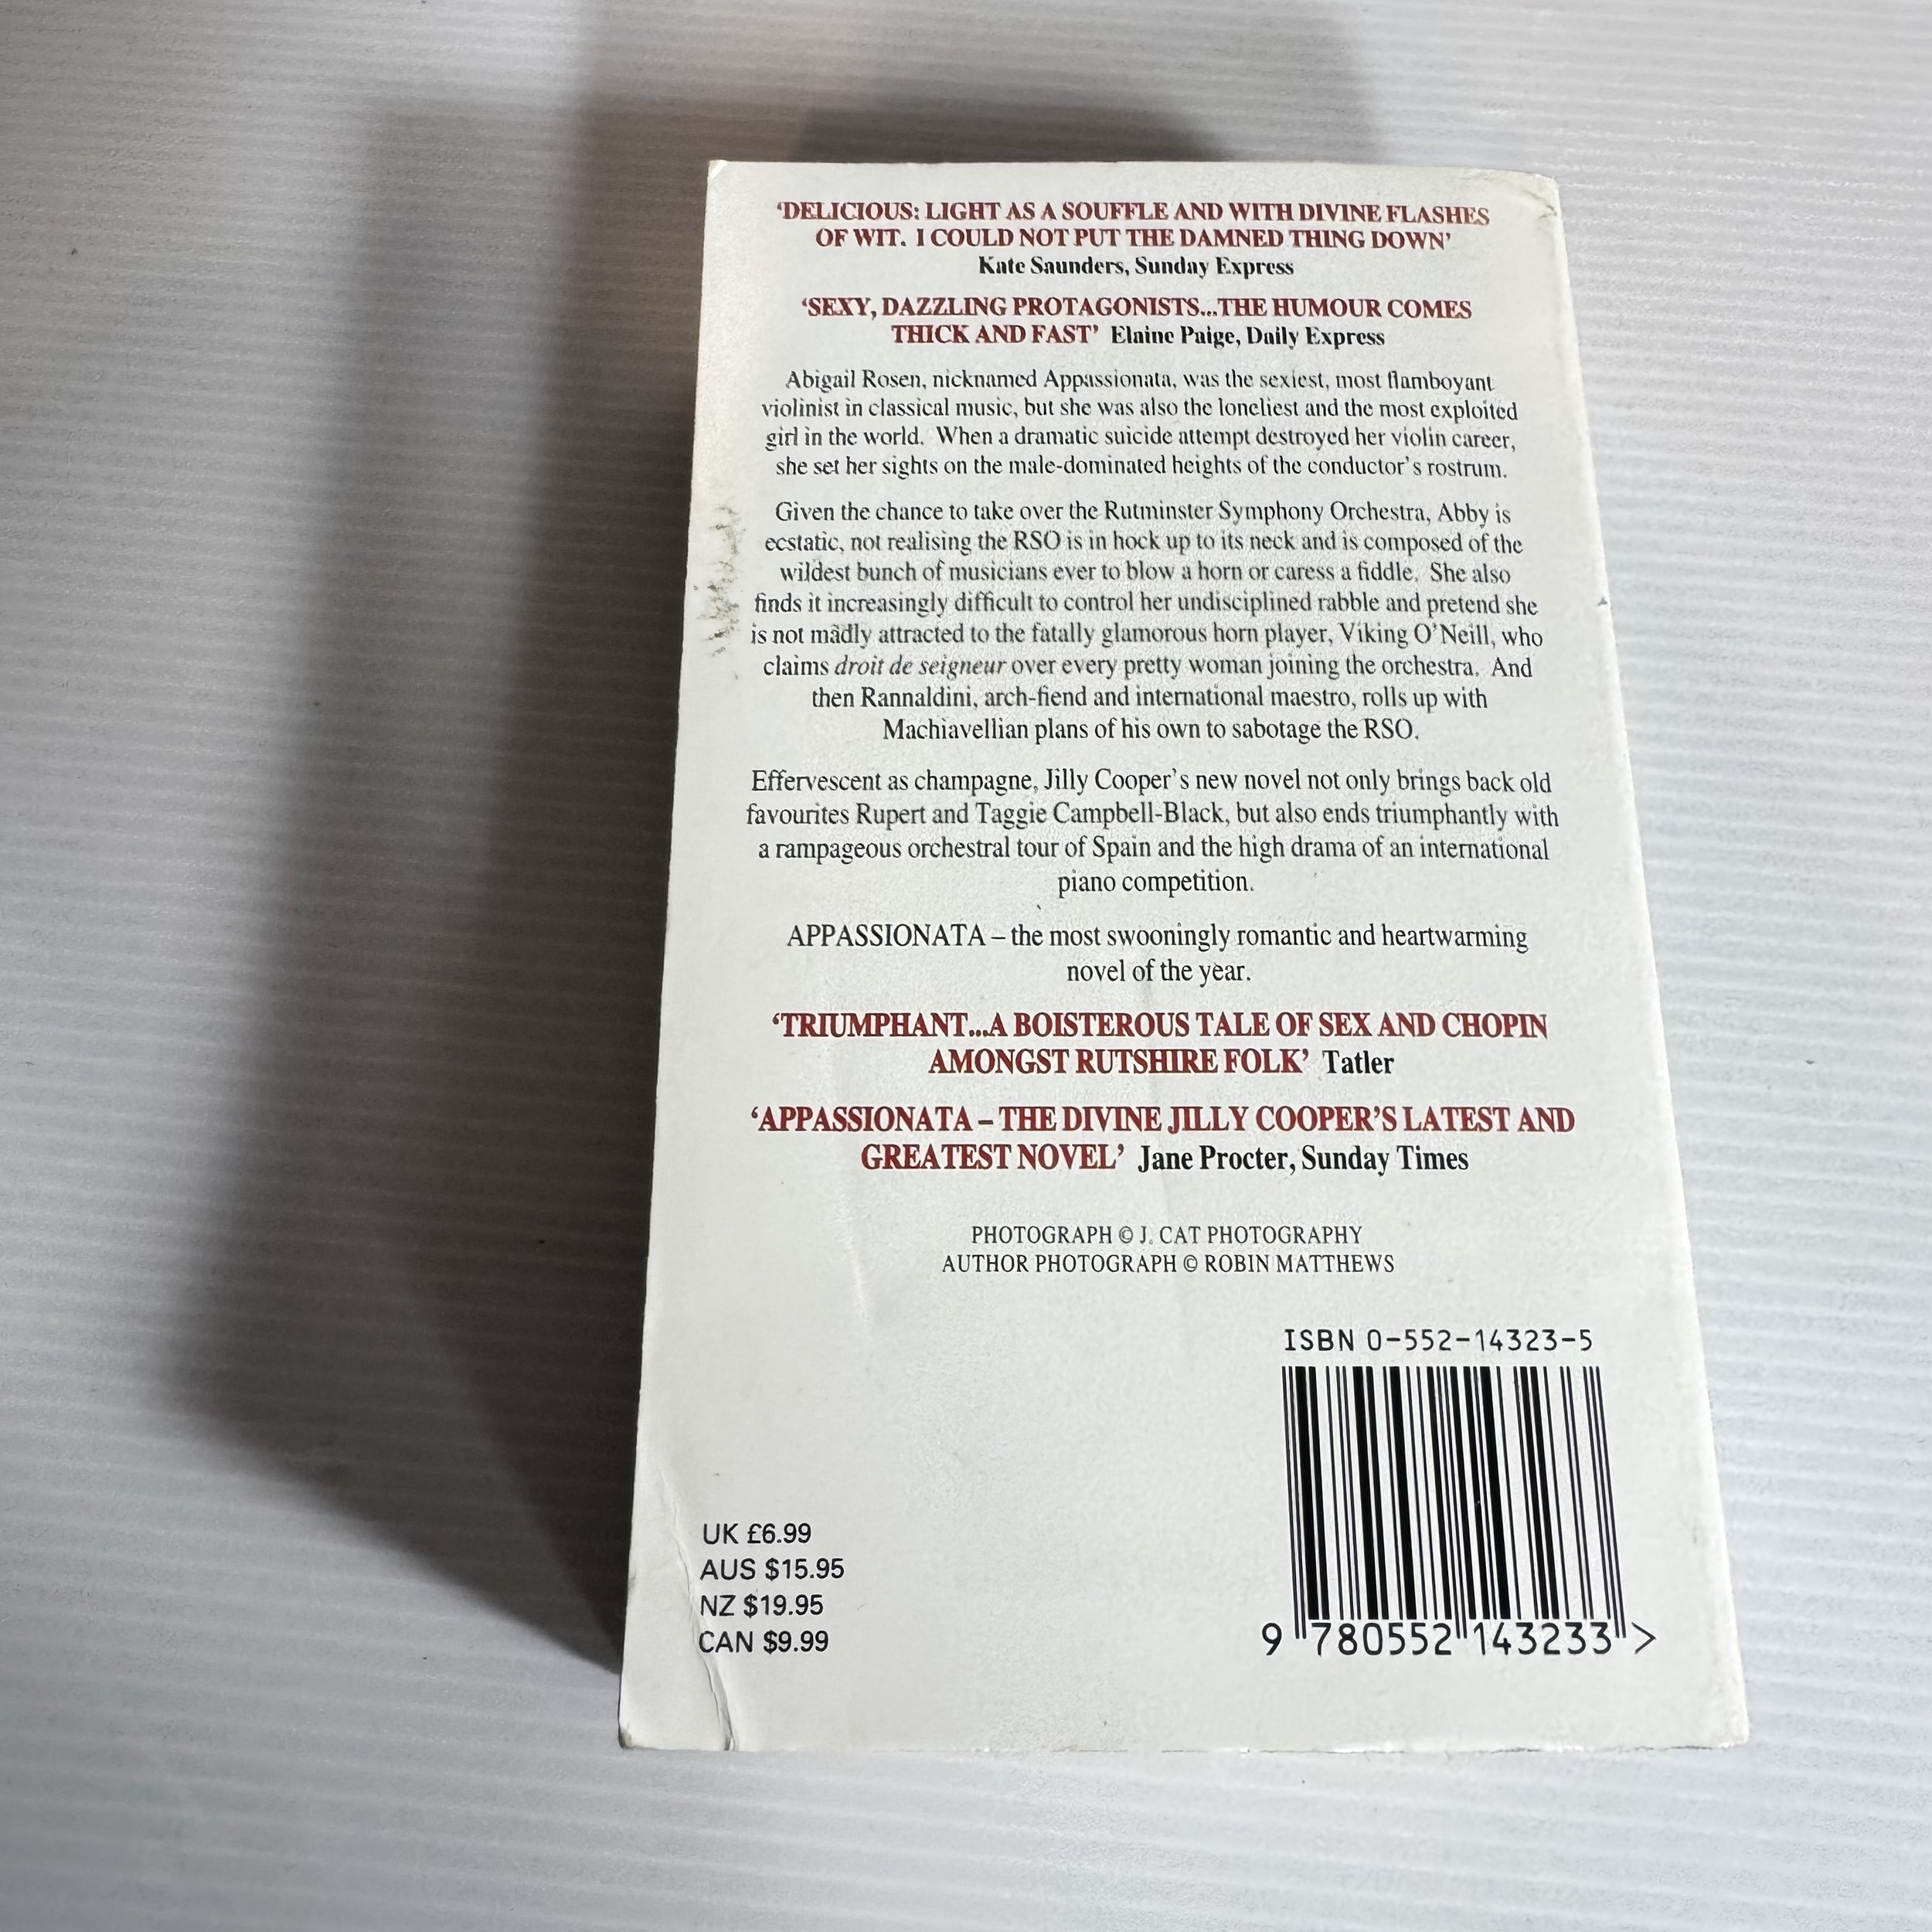 ‘DELICIOUS: LIGHT AS A SOUFFLE AND WITH DIVINE FLASHES
OF WIT. I COULD NOT PUT THE DAMNED THING DOWN’
Kate Saunders, Sunday Express
‘SEXY, DAZZLING PROTAGONISTS...THE HUMOUR COMES
THICK AND FAST’ Elaine Paige, Daily Express
Abigail Rosen, nicknamed Appassionata, was the sexiest, most flamboyant
violinist in classical music, but she was also the loneliest and the most exploited
girl in the world. When a dramatic suicide attempt destroyed her violin career,
she set her sights on the male-dominated heights of the conductor’s rostrum.
Given the chance to take over the Rutminster Symphony Orchestra, Abby is
ecstatic, not realising the RSO is in hock up to its neck and is composed of the
wildest bunch of musicians ever to blow a horn or caress a fiddle. She also
finds it increasingly difficult to control her undisciplined rabble and pretend she
is not madly attracted to the fatally glamorous horn player, Viking O’Neill, who
claims droit de seigneur over every pretty woman joining the orchestra. And
then Rannaldini, arch-fiend and international maestro, rolls up with
Machiavellian plans of his own to sabotage the RSO.
Effervescent as champagne, Jilly Cooper’s new novel not only brings back old
favourites Rupert and Taggie Campbell-Black, but also ends triumphantly with
a rampageous orchestral tour of Spain and the high drama of an international
piano competition.
APPASSIONATA – the most swooningly romantic and heartwarming
novel of the year.
‘TRIUMPHANT...A BOISTEROUS TALE OF SEX AND CHOPIN
AMONGST RUTSHIRE FOLK’ Tatler
‘APPASSIONATA – THE DIVINE JILLY COOPER’S LATEST AND
GREATEST NOVEL’ Jane Procter, Sunday Times
PHOTOGRAPH © J. CAT PHOTOGRAPHY
AUTHOR PHOTOGRAPH © ROBIN MATTHEWS
ISBN 0-552-14323-5
9 780552 143233 >
UK £6.99
AUS $15.95
NZ $19.95
CAN $9.99